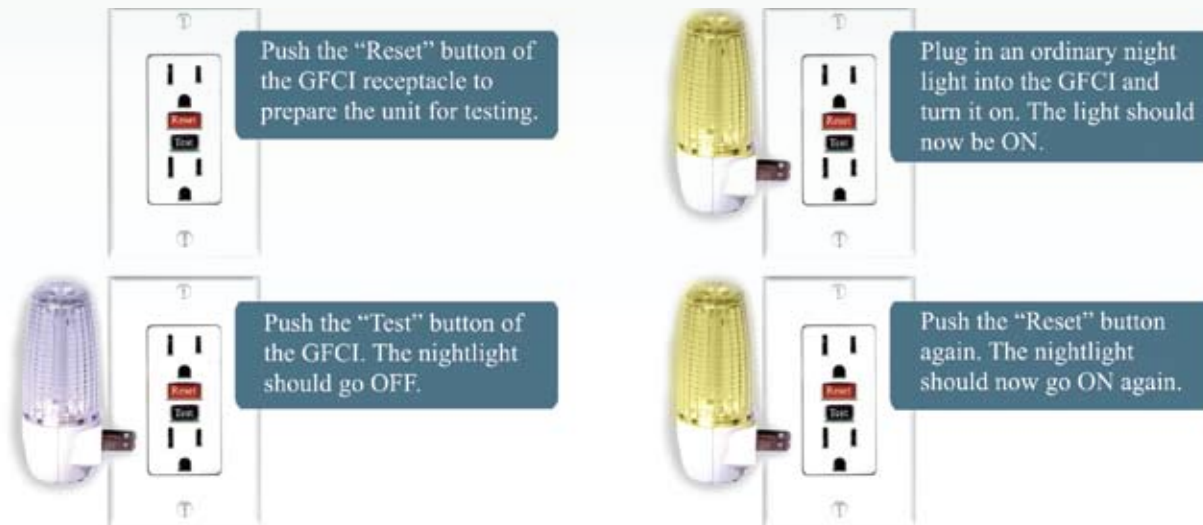 Push the “Reset” button of
the GFCI receptacle to
prepare the unit for testing.
Reset
Test
Plug in an ordinary night
light into the GFCI and
turn it on. The light should
now be ON.
Reset
Test
Push the “Test” button of
the GFCI. The nightlight
should go OFF.
Reset
Test
Push the “Reset” button
again. The nightlight
should now go ON again.
Reset
Test